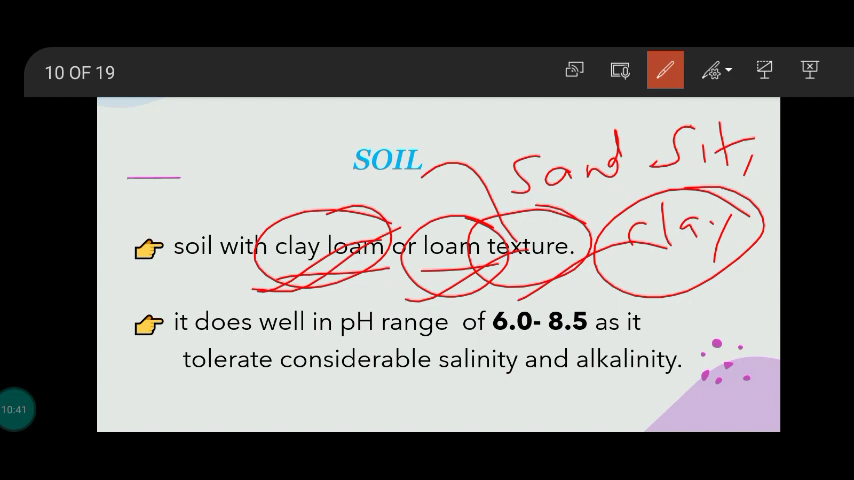 10 OF 19
SOIL
sand sit,
clay
soil with clay loam or loam texture.
it does well in pH range of 6.0- 8.5 as it
tolerate considerable salinity and alkalinity.
10:41